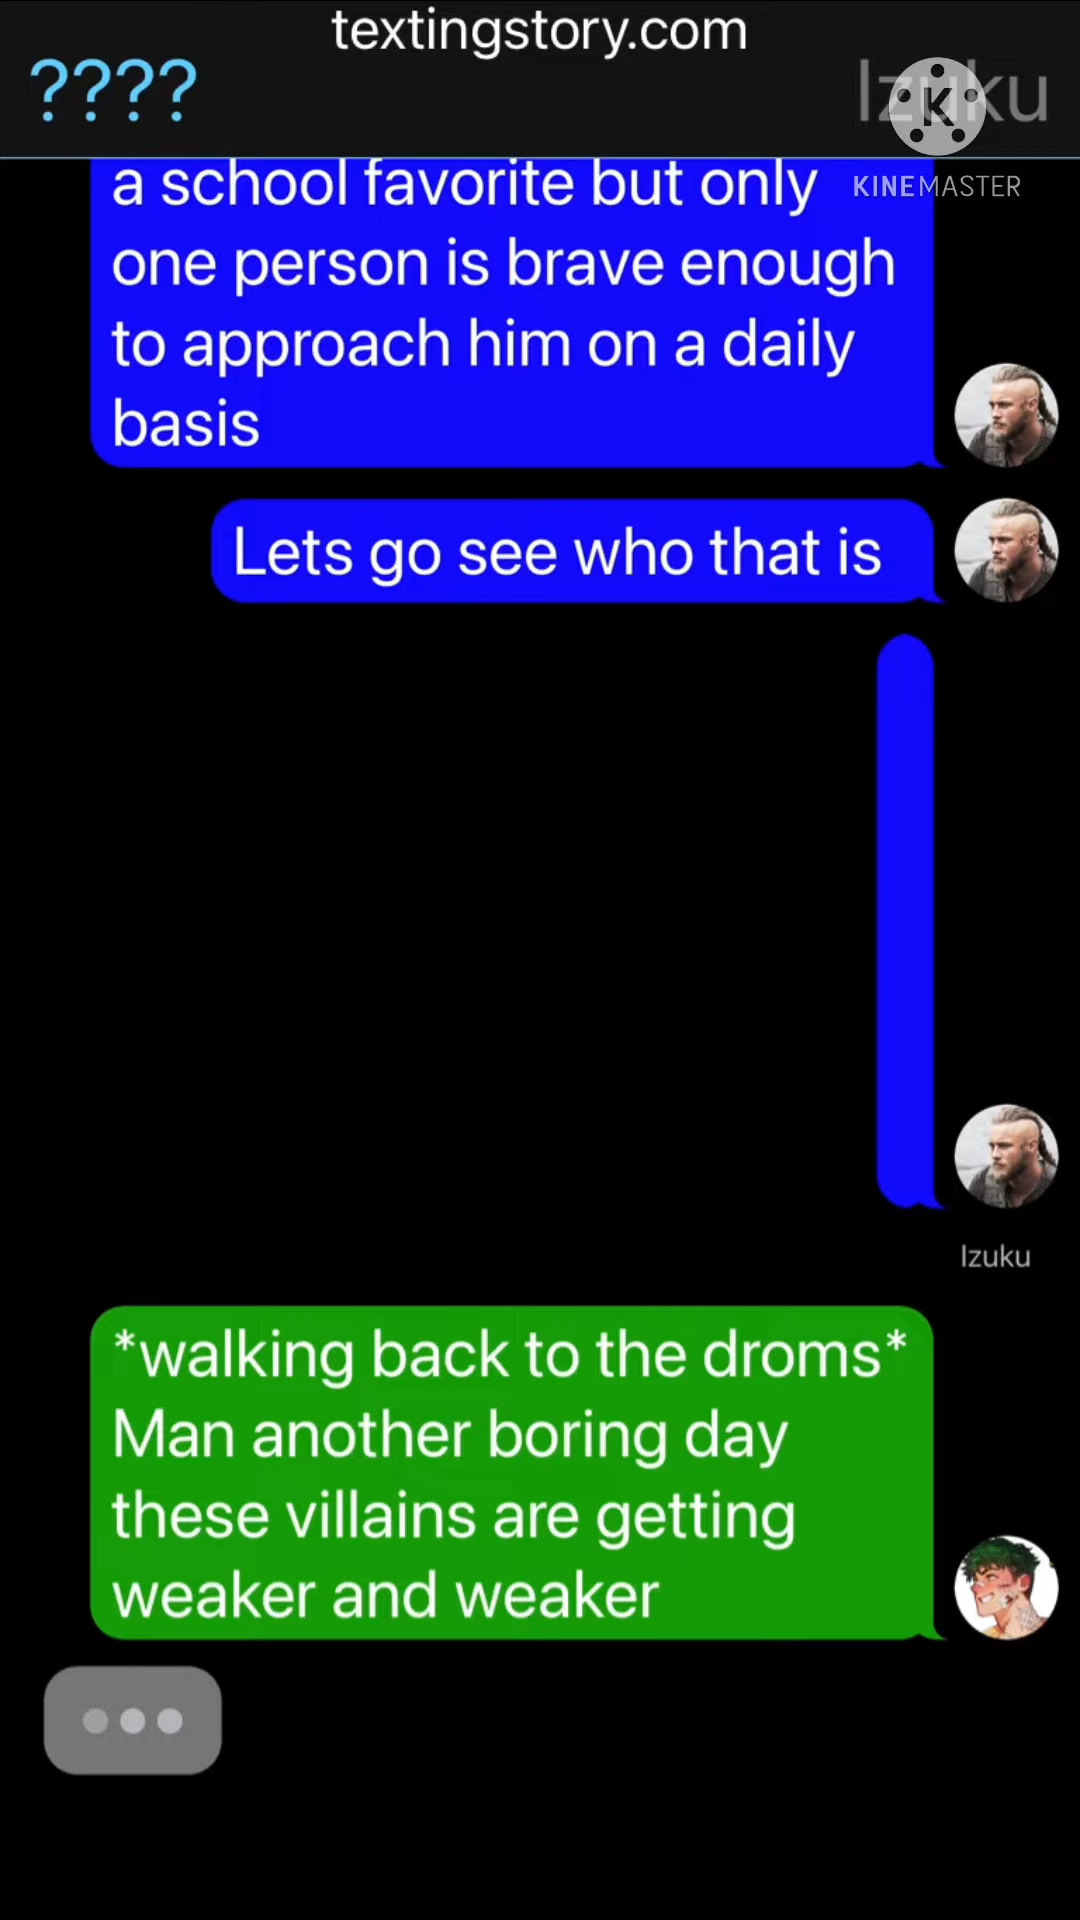 textingstory.com
????
Izuku
K
KINEMASTER
a school favorite but only
one person is brave enough
to approach him on a daily
basis
Lets go see who that is
Izuku
*walking back to the droms*
Man another boring day
these villains are getting
weaker and weaker